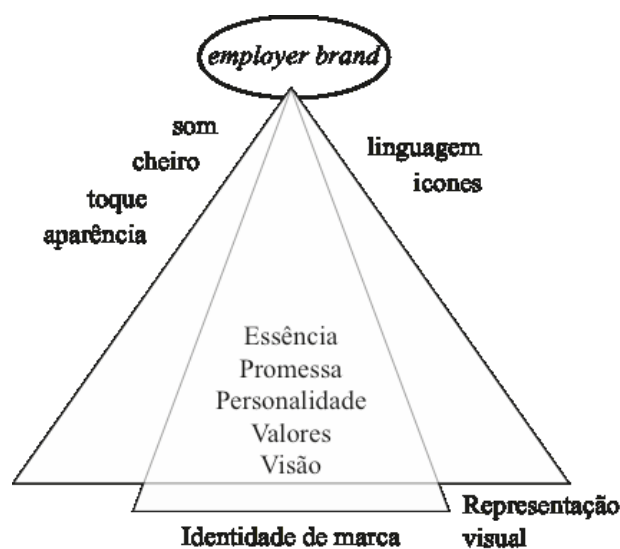 employer brand
som
cheiro
toque
aparência
linguagem
icones
Essência
Promessa
Personalidade
Valores
Visão
Identidade de marca
Representação
visual